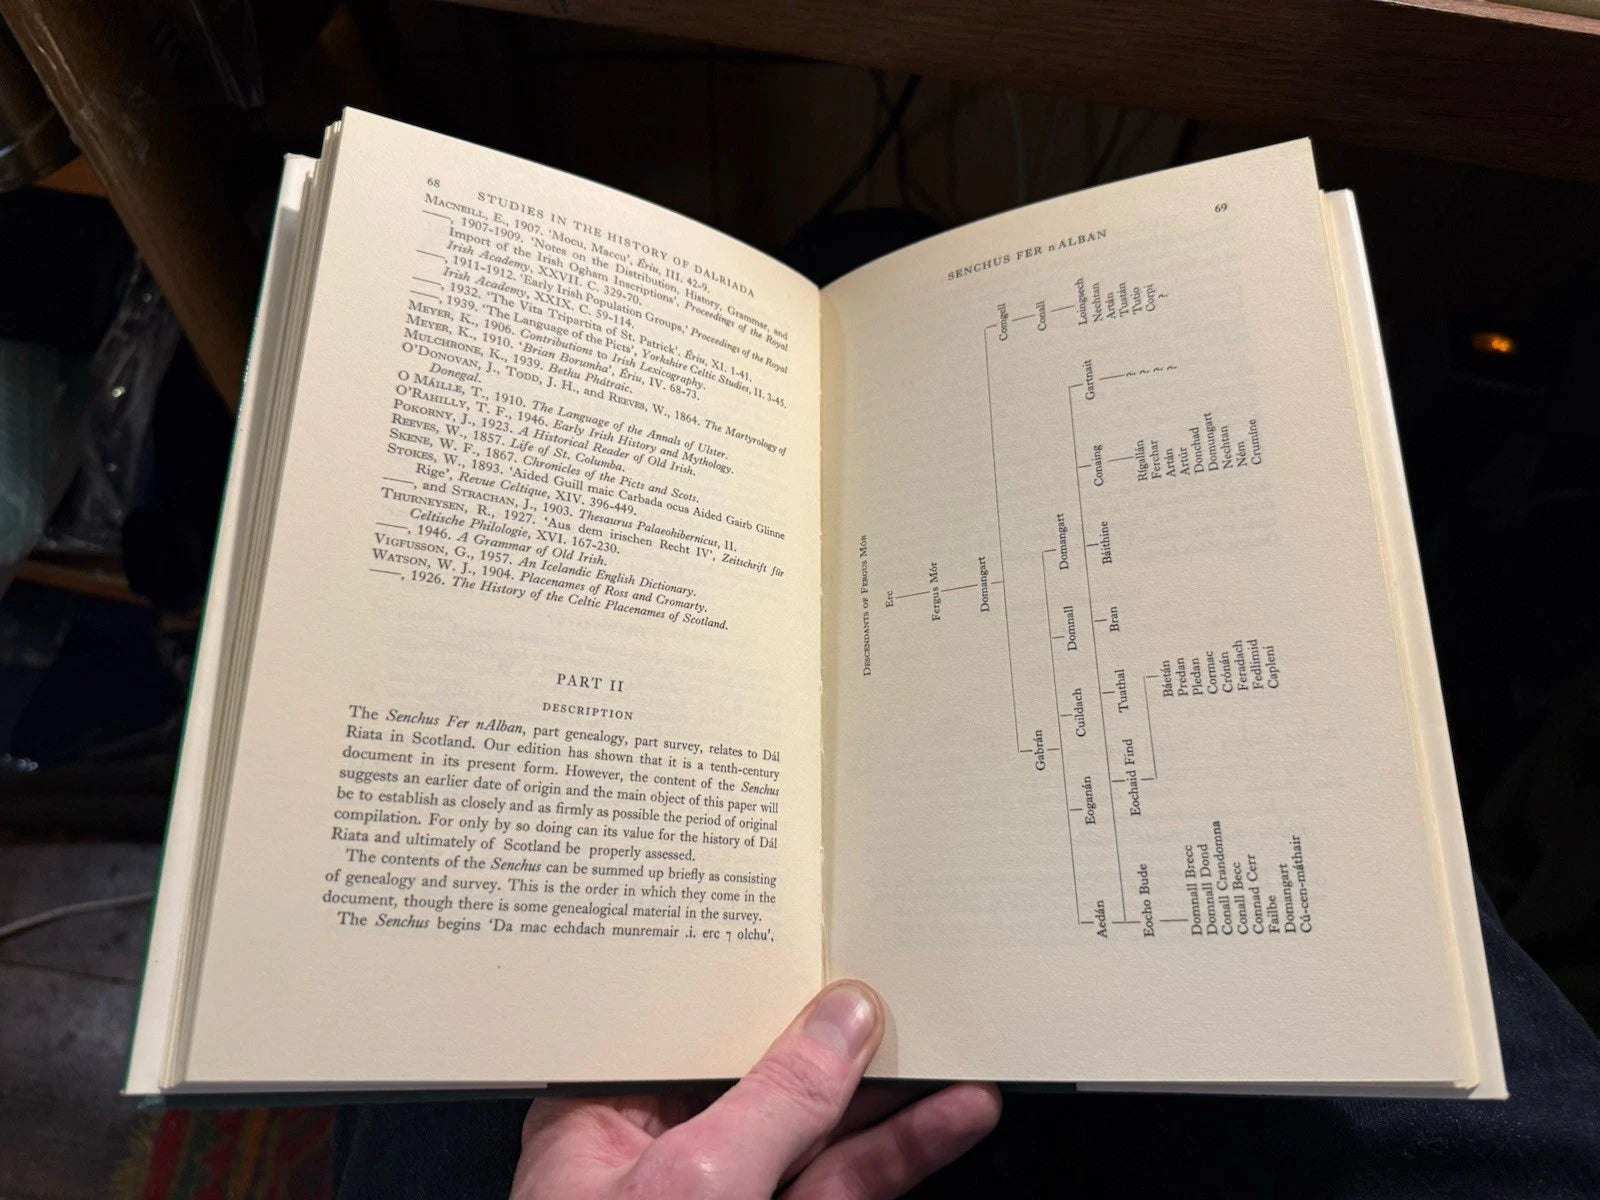 68
STUDIES IN THE HISTORY OF DALRIADA
MACNEILL, E., 1907. 'Mocu, Maccu', Ériu, III. 42-9.
——, 1907-1909. 'Notes on the Distribution, History, Grammar, and
Import of the Irish Ogham Inscriptions'. Proceedings of the Royal
Irish Academy, XXVII. C. 329-70.
——, 1911-1912. 'Early Irish Population Groups,' Proceedings of the Royal
Irish Academy, XXIX. C. 59-114.
——, 1932. 'The Vita Tripartita of St. Patrick'. Ériu, XI. 1-41.
——, 1939. 'The Language of the Picts', Yorkshire Celtic Studies, II. 3-45.
MEYER, K., 1906. Contributions to Irish Lexicography.
MEYER, K., 1910. 'Brian Borumha', Ériu, IV. 68-73.
MULCHRONE, K., 1939. Bethu Phátraic.
O'DONOVAN, J., TODD, J. H., and REEVES, W., 1864. The Martyrology of
Donegal.
O MÁILLE, T., 1910. The Language of the Annals of Ulster.
O'RAHILLY, T. F., 1946. Early Irish History and Mythology.
POKORNY, J., 1923. A Historical Reader of Old Irish.
REEVES, W., 1857. Life of St. Columba.
SKENE, W. F., 1867. Chronicles of the Picts and Scots.
STOKES, W., 1893. 'Aided Guill maic Carbada ocus Aided Gairb Glinne
Rige', Revue Celtique, XIV. 396-449.
——, and STRACHAN, J., 1903. Thesaurus Palaeohibernicus, II.
THURNEYSEN, R., 1927. 'Aus dem irischen Recht IV', Zeitschrift für
Celtische Philologie, XVI. 167-230.
——, 1946. A Grammar of Old Irish.
VIGFUSSON, G., 1957. An Icelandic English Dictionary.
WATSON, W. J., 1904. Placenames of Ross and Cromarty.
——, 1926. The History of the Celtic Placenames of Scotland.
PART II
DESCRIPTION
The Senchus Fer nAlban, part genealogy, part survey, relates to Dál
Riata in Scotland. Our edition has shown that it is a tenth-century
document in its present form. However, the content of the Senchus
suggests an earlier date of origin and the main object of this paper will
be to establish as closely and as firmly as possible the period of original
compilation. For only by so doing can its value for the history of Dál
Riata and ultimately of Scotland be properly assessed.
The contents of the Senchus can be summed up briefly as consisting
of genealogy and survey. This is the order in which they come in the
document, though there is some genealogical material in the survey.
The Senchus begins 'Da mac echdach munremair .i. erc ⁊ olchu',
SENCHUS FER nALBAN
69
DESCENDANTS OF FERGUS MÓR
Erc
Fergus Mór
Domangart
Gabrán
Comgell
Conall
Loingsech
Nechtan
Artán
Tuatán
Tutio
Corpi
?
Aedán
Eoganán
Cuildach
Domnall
Domangart
Eocho Bude
Eochaid Find
Tuathal
Bran
Báithíne
Conaing
Gartnait
Domnall Brecc
Domnall Dond
Conall Crandomna
Conall Becc
Connad Cerr
Failbe
Domangart
Cú-cen-máthair
Báetán
Predan
Pledan
Cormac
Crónán
Feradach
Fedlimid
Capleni
Rígallán
Ferchar
Artán
Artúr
Donchad
Domungart
Nechtan
Ném
Crumíne